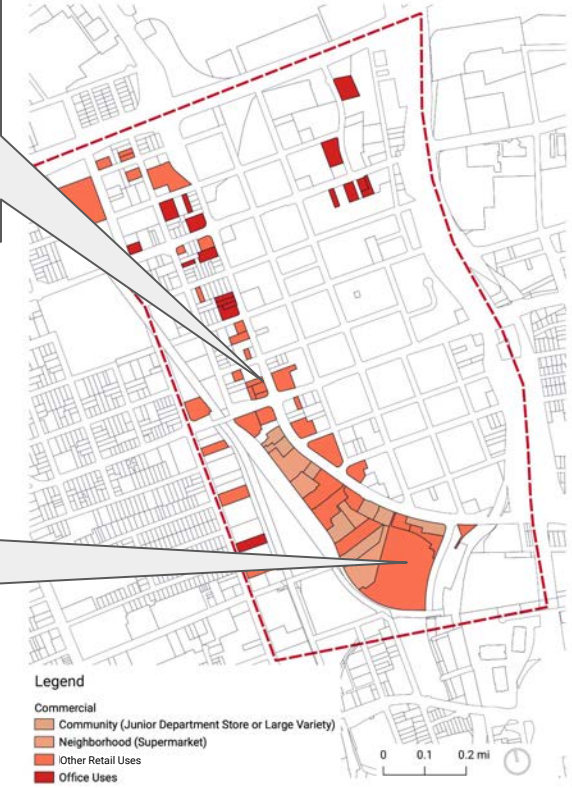 Legend
Commercial
Community (Junior Department Store or Large Variety)
Neighborhood (Supermarket)
Other Retail Uses
Office Uses
0 0.1 0.2 mi